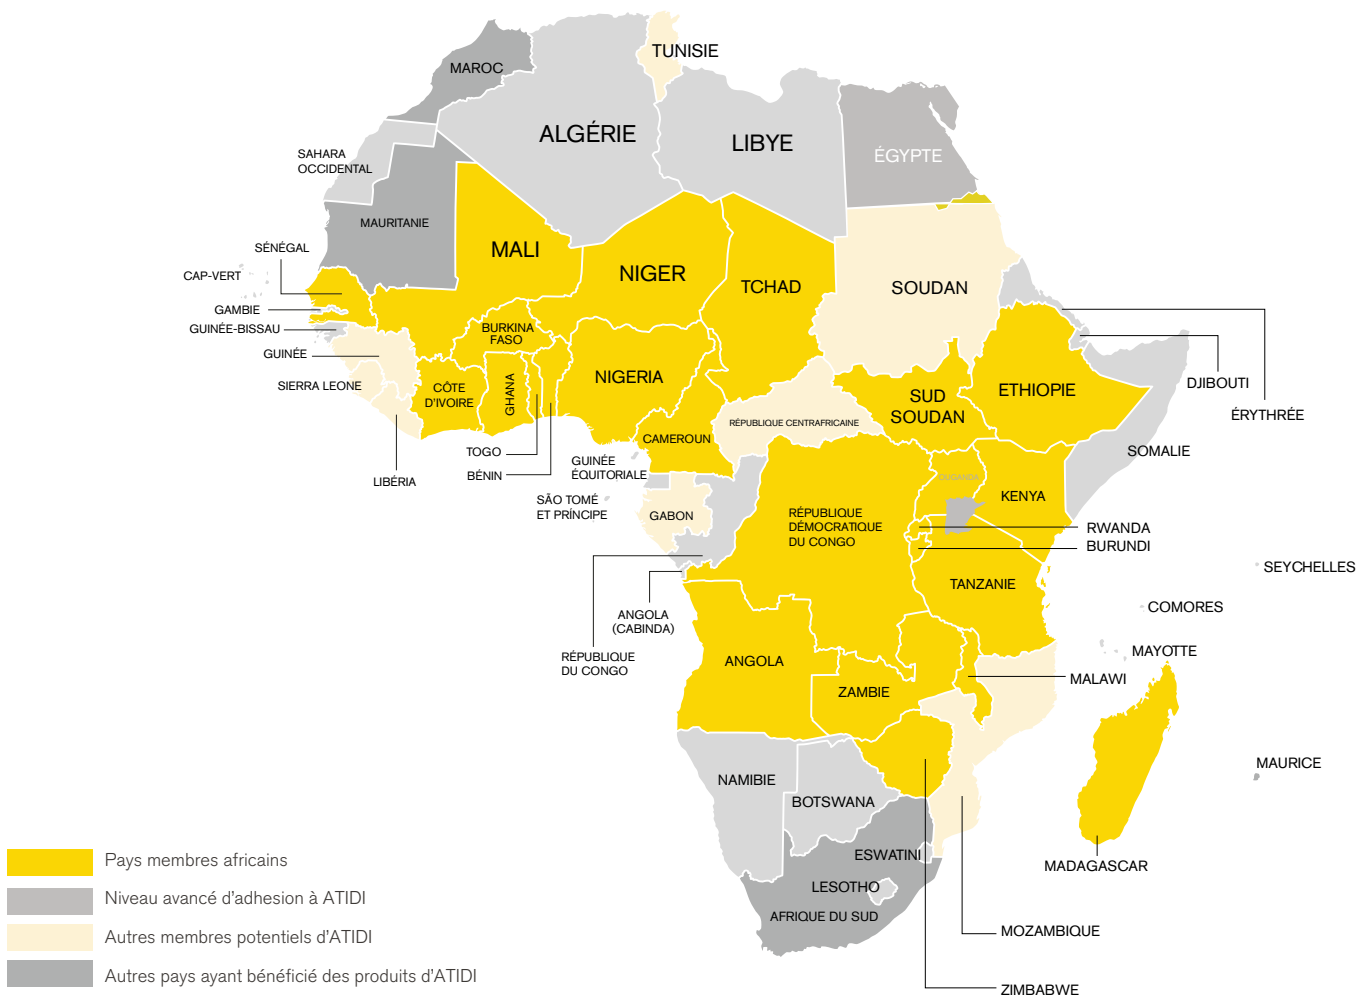 TUNISIE
MAROC
ALGÉRIE
LIBYE
ÉGYPTE
SAHARA
OCCIDENTAL
MAURITANIE
SÉNÉGAL
MALI
NIGER
CAP-VERT
TCHAD
SOUDAN
GAMBIE
GUINÉE-BISSAU
BURKINA
FASO
GUINÉE
NIGERIA
SIERRA LEONE
CÔTE
D'IVOIRE
GHANA
SUD
SOUDAN
ETHIOPIE
DJIBOUTI
ÉRYTHRÉE
RÉPUBLIQUE CENTRAFRICAINE
CAMEROUN
TOGO
BÉNIN
LIBÉRIA
GUINÉE
ÉQUITORIALE
SOMALIE
OUGANDA
KENYA
SÃO TOMÉ
ET PRÍNCIPE
GABON
RÉPUBLIQUE
DÉMOCRATIQUE
DU CONGO
RWANDA
BURUNDI
SEYCHELLES
TANZANIE
COMORES
ANGOLA
(CABINDA)
RÉPUBLIQUE
DU CONGO
ANGOLA
MAYOTTE
MALAWI
ZAMBIE
NAMIBIE
BOTSWANA
MAURICE
ESWATINI
LESOTHO
AFRIQUE DU SUD
MADAGASCAR
MOZAMBIQUE
ZIMBABWE
Pays membres africains
Niveau avancé d'adhesion à ATIDI
Autres membres potentiels d'ATIDI
Autres pays ayant bénéficié des produits d'ATIDI